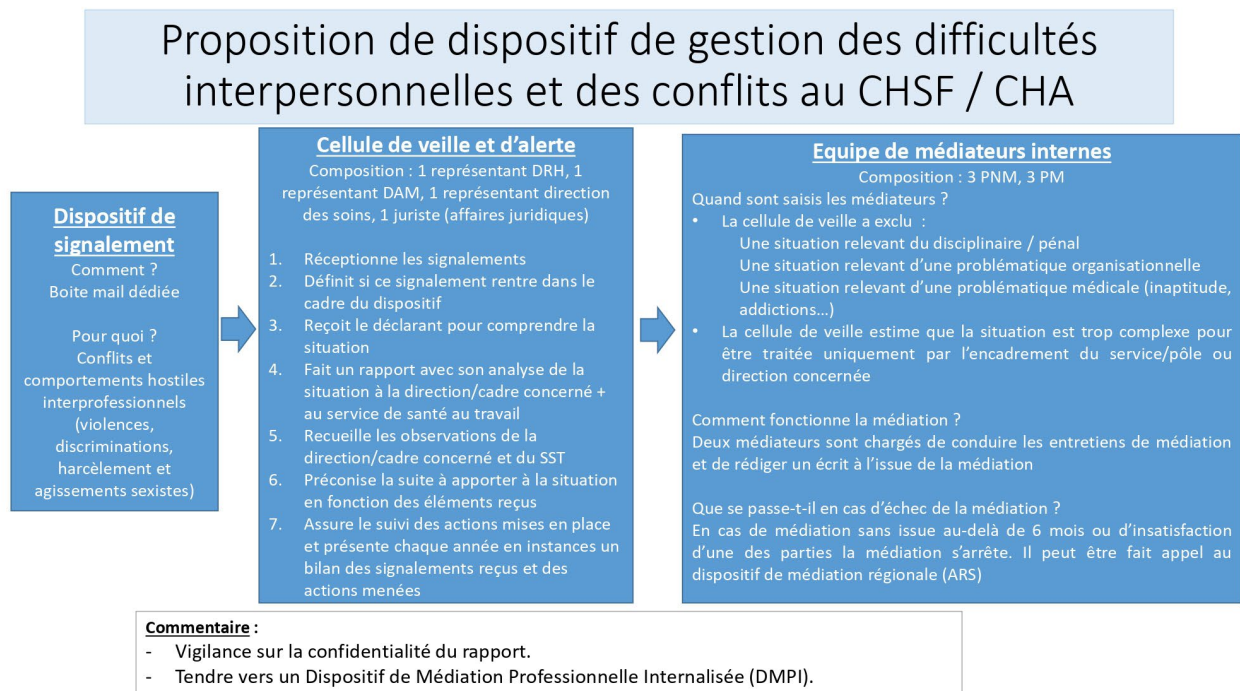 Proposition de dispositif de gestion des difficultés
interpersonnelles et des conflits au CHSF / CHA
Dispositif de
signalement
Comment ?
Boite mail dédiée
Pour quoi ?
Conflits et
comportements hostiles
interprofessionnels
(violences,
discriminations,
harcèlement et
agissements sexistes)
Cellule de veille et d’alerte
Composition : 1 représentant DRH, 1
représentant DAM, 1 représentant direction
des soins, 1 juriste (affaires juridiques)
1. Réceptionne les signalements
2. Définit si ce signalement rentre dans le
cadre du dispositif
3. Reçoit le déclarant pour comprendre la
situation
4. Fait un rapport avec son analyse de la
situation à la direction/cadre concerné +
au service de santé au travail
5. Recueille les observations de la
direction/cadre concerné et du SST
6. Préconise la suite à apporter à la situation
en fonction des éléments reçus
7. Assure le suivi des actions mises en place
et présente chaque année en instances un
bilan des signalements reçus et des
actions menées
Equipe de médiateurs internes
Composition : 3 PNM, 3 PM
Quand sont saisis les médiateurs ?
• La cellule de veille a exclu :
Une situation relevant du disciplinaire / pénal
Une situation relevant d’une problématique organisationnelle
Une situation relevant d’une problématique médicale (inaptitude,
addictions…)
• La cellule de veille estime que la situation est trop complexe pour
être traitée uniquement par l’encadrement du service/pôle ou
direction concernée
Comment fonctionne la médiation ?
Deux médiateurs sont chargés de conduire les entretiens de médiation
et de rédiger un écrit à l’issue de la médiation
Que se passe-t-il en cas d’échec de la médiation ?
En cas de médiation sans issue au-delà de 6 mois ou d’insatisfaction
d’une des parties la médiation s’arrête. Il peut être fait appel au
dispositif de médiation régionale (ARS)
Commentaire :
- Vigilance sur la confidentialité du rapport.
- Tendre vers un Dispositif de Médiation Professionnelle Internalisée (DMPI).